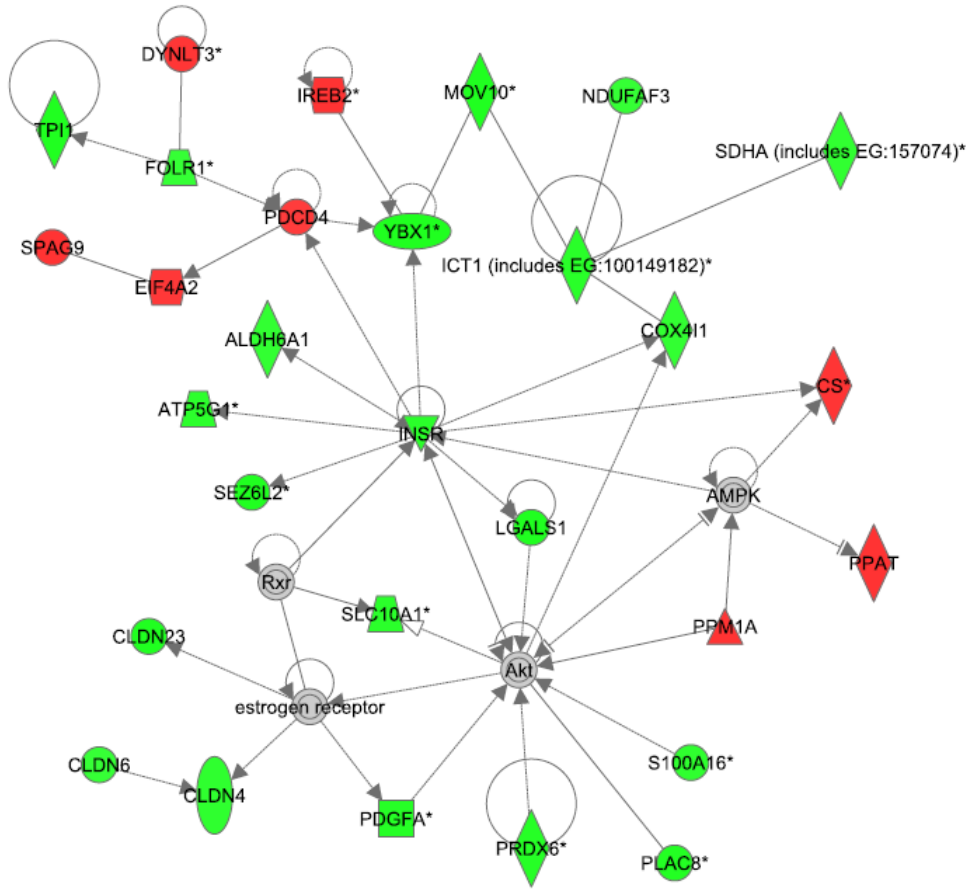 DYNLT3*
IREB2*
MOV10*
NDUFAF3
TPI1
SDHA (includes EG:157074)*
FOLR1*
PDCD4
YBX1*
SPAG9
ICT1 (includes EG:100149182)*
EIF4A2
ALDH6A1
COX4I1
CS*
ATP5G1*
INSR
SEZ6L2*
AMPK
LGALS1
PPAT
Rxr
SLC10A1*
PPM1A
CLDN23
Akt
estrogen receptor
CLDN6
S100A16*
CLDN4
PDGFA*
PRDX6*
PLAC8*